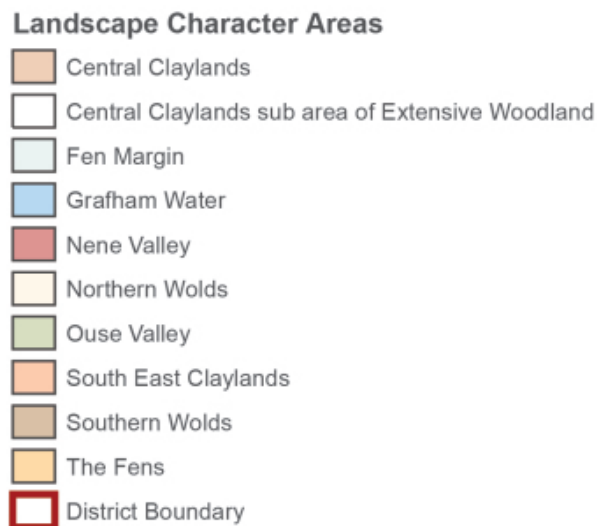 Landscape Character Areas
Central Claylands
Central Claylands sub area of Extensive Woodland
Fen Margin
Grafham Water
Nene Valley
Northern Wolds
Ouse Valley
South East Claylands
Southern Wolds
The Fens
District Boundary